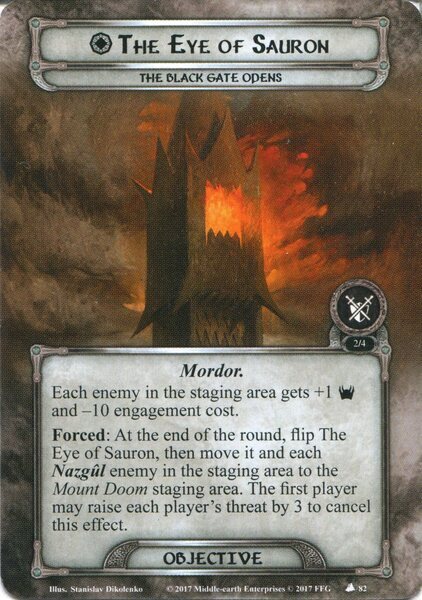 The Eye of Sauron
The Black Gate Opens
2/4
Mordor.
Each enemy in the staging area gets +1
and –10 engagement cost.
Forced: At the end of the round, flip The
Eye of Sauron, then move it and each
Nazgûl enemy in the staging area to the
Mount Doom staging area. The first player
may raise each player's threat by 3 to cancel
this effect.
OBJECTIVE
Illus. Stanislav Dikolenko © 2017 Middle-earth Enterprises © 2017 FFG 82